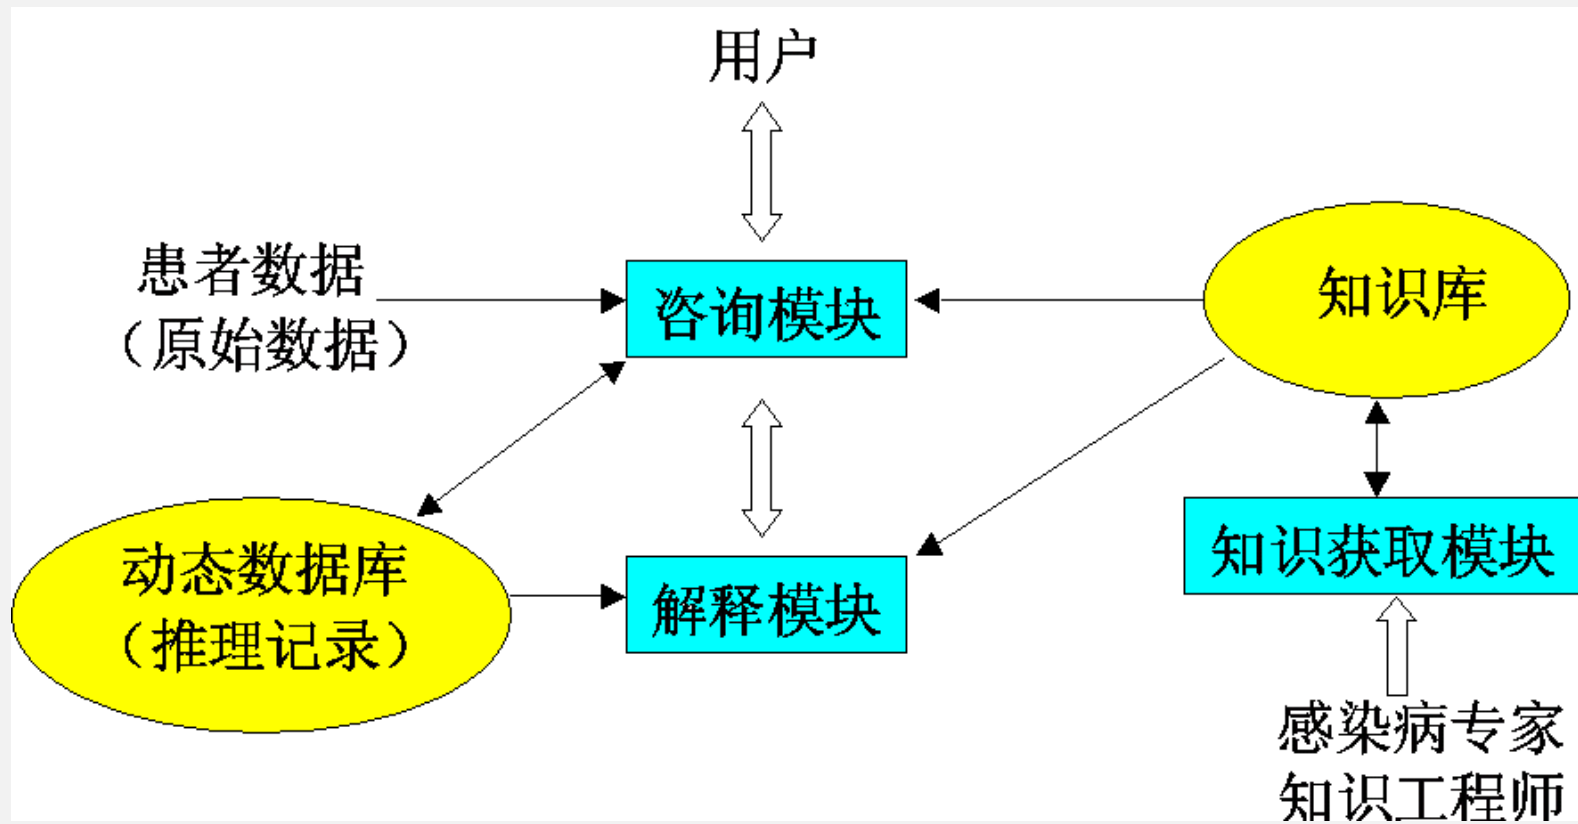 用户
患者数据
（原始数据）
咨询模块
知识库
动态数据库
（推理记录）
解释模块
知识获取模块
感染病专家
知识工程师